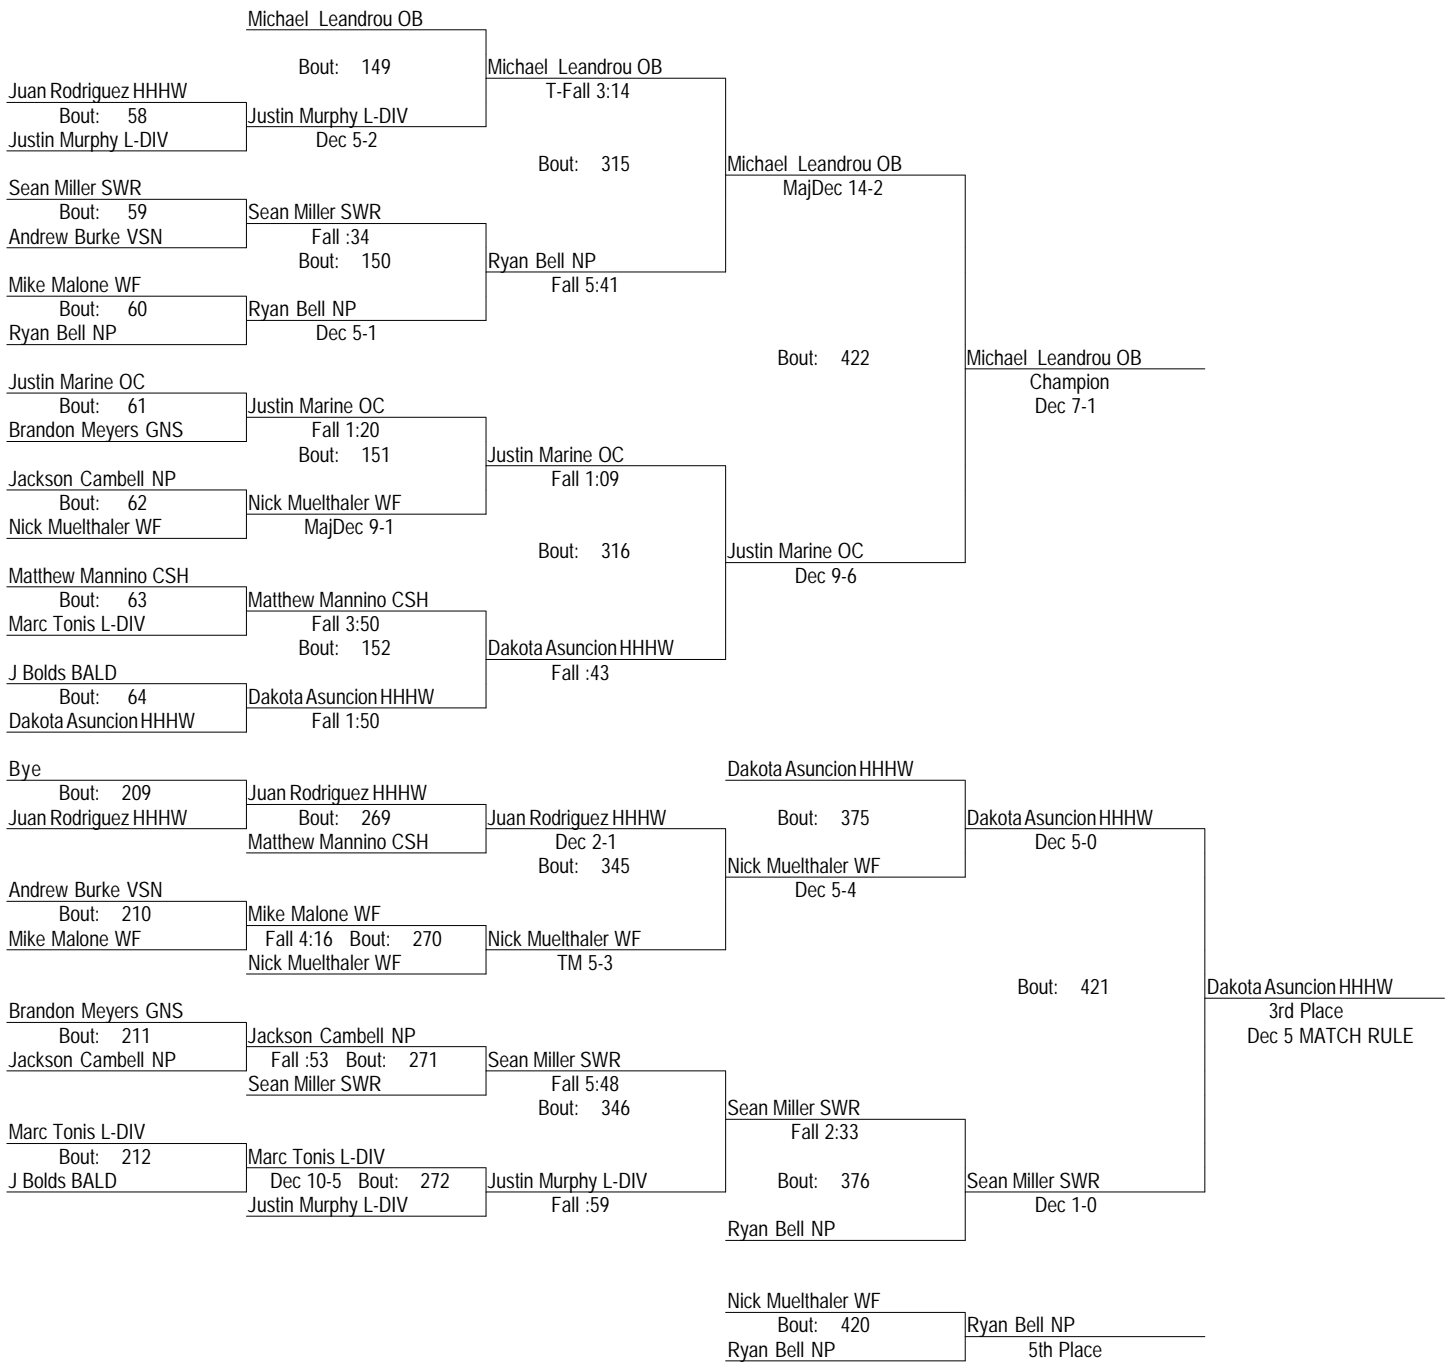 Michael Leandrou OB
Bout: 149
Michael Leandrou OB
Juan Rodriguez HHHW
T-Fall 3:14
Bout: 58
Justin Murphy L-DIV
Justin Murphy L-DIV
Dec 5-2
Bout: 315
Michael Leandrou OB
Sean Miller SWR
MajDec 14-2
Bout: 59
Sean Miller SWR
Andrew Burke VSN
Fall :34
Bout: 150
Ryan Bell NP
Mike Malone WF
Fall 5:41
Bout: 60
Ryan Bell NP
Ryan Bell NP
Dec 5-1
Bout: 422
Michael Leandrou OB
Justin Marine OC
Champion
Bout: 61
Justin Marine OC
Dec 7-1
Brandon Meyers GNS
Fall 1:20
Bout: 151
Justin Marine OC
Jackson Cambell NP
Fall 1:09
Bout: 62
Nick Muelthaler WF
Nick Muelthaler WF
MajDec 9-1
Bout: 316
Justin Marine OC
Matthew Mannino CSH
Dec 9-6
Bout: 63
Matthew Mannino CSH
Marc Tonis L-DIV
Fall 3:50
Bout: 152
Dakota Asuncion HHHW
J Bolds BALD
Fall :43
Bout: 64
Dakota Asuncion HHHW
Dakota Asuncion HHHW
Fall 1:50
Bye
Dakota Asuncion HHHW
Bout: 209
Juan Rodriguez HHHW
Juan Rodriguez HHHW
Bout: 269
Juan Rodriguez HHHW
Bout: 375
Dakota Asuncion HHHW
Matthew Mannino CSH
Dec 2-1
Dec 5-0
Bout: 345
Nick Muelthaler WF
Andrew Burke VSN
Dec 5-4
Bout: 210
Mike Malone WF
Mike Malone WF
Fall 4:16 Bout: 270
Nick Muelthaler WF
Nick Muelthaler WF
TM 5-3
Bout: 421
Dakota Asuncion HHHW
Brandon Meyers GNS
3rd Place
Bout: 211
Jackson Cambell NP
Dec 5 MATCH RULE
Jackson Cambell NP
Fall :53 Bout: 271
Sean Miller SWR
Sean Miller SWR
Fall 5:48
Bout: 346
Sean Miller SWR
Marc Tonis L-DIV
Fall 2:33
Bout: 212
Marc Tonis L-DIV
J Bolds BALD
Dec 10-5 Bout: 272
Justin Murphy L-DIV
Bout: 376
Sean Miller SWR
Justin Murphy L-DIV
Fall :59
Dec 1-0
Ryan Bell NP
Nick Muelthaler WF
Bout: 420
Ryan Bell NP
Ryan Bell NP
5th Place